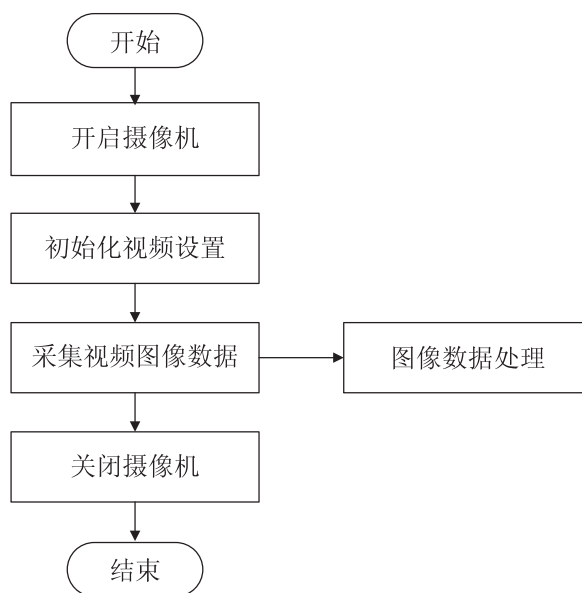 开始
开启摄像机
初始化视频设置
采集视频图像数据
图像数据处理
关闭摄像机
结束